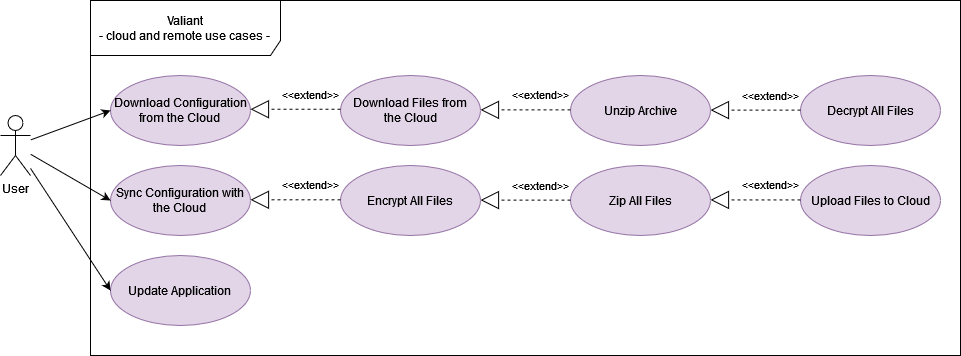 Valiant
- cloud and remote use cases -
Download Configuration
from the Cloud
<<extend>>
Download Files from
the Cloud
<<extend>>
Unzip Archive
<<extend>>
Decrypt All Files
User
Sync Configuration with
the Cloud
<<extend>>
Encrypt All Files
<<extend>>
Zip All Files
<<extend>>
Upload Files to Cloud
Update Application